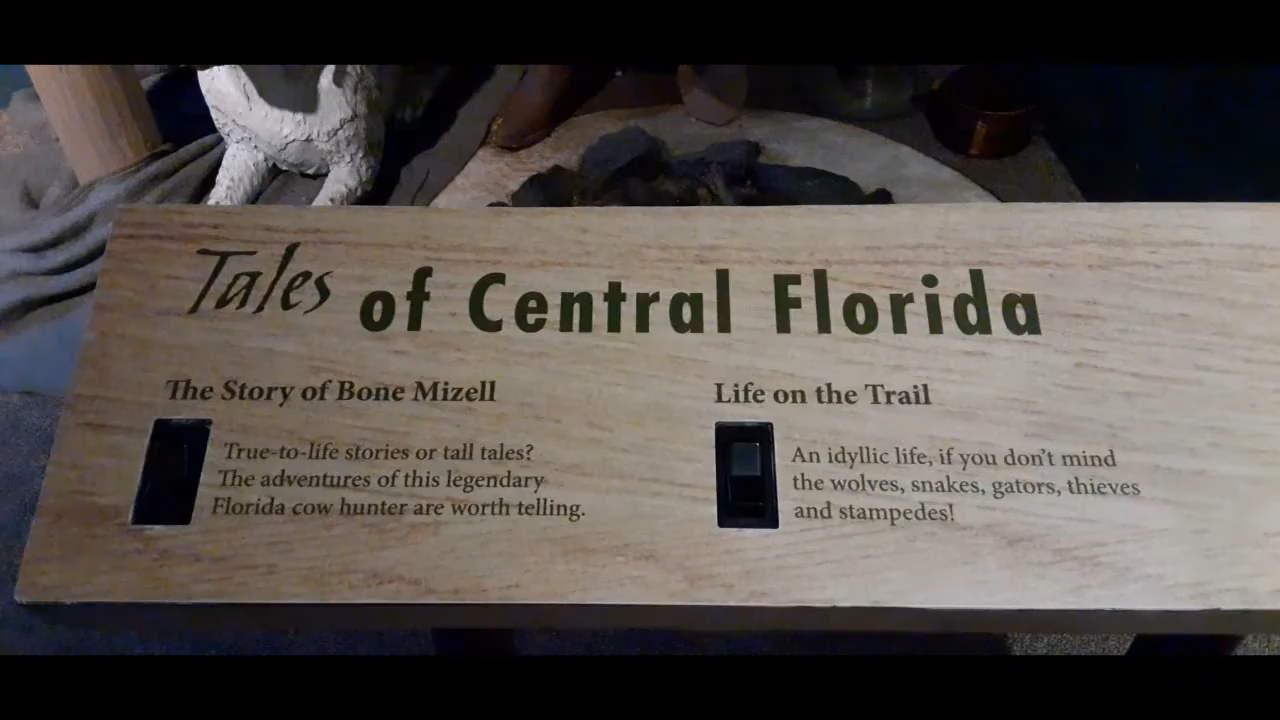 Tales of Central Florida
The Story of Bone Mizell
True-to-life stories or tall tales?
The adventures of this legendary
Florida cow hunter are worth telling.
Life on the Trail
An idyllic life, if you don't mind
the wolves, snakes, gators, thieves
and stampedes!